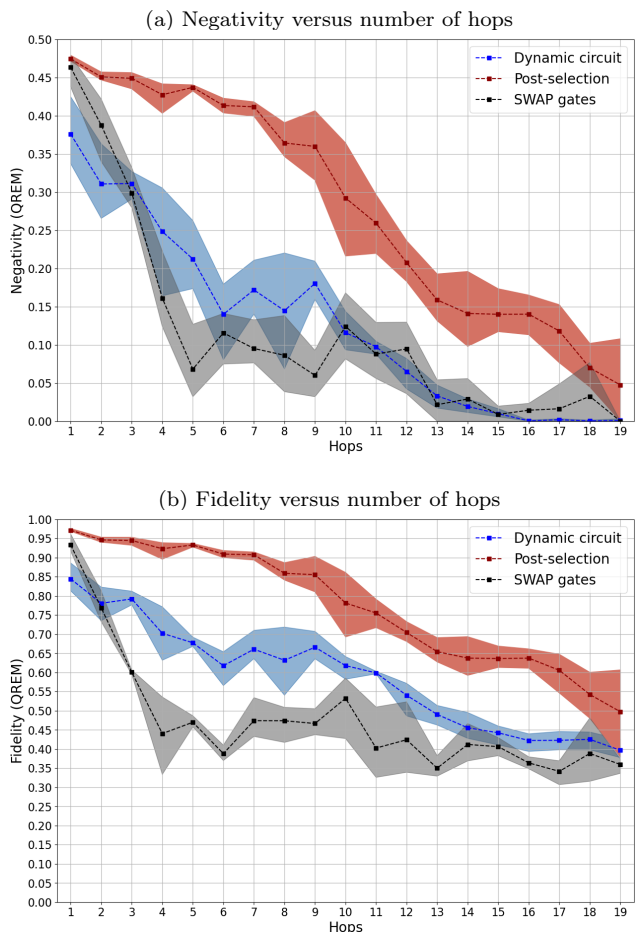 (a) Negativity versus number of hops
0.50
0.45
0.40
0.35
0.30
0.25
0.20
0.15
0.10
0.05
0.00
Negativity (QREM)
Dynamic circuit
Post-selection
SWAP gates
1 2 3 4 5 6 7 8 9 10 11 12 13 14 15 16 17 18 19
Hops
(b) Fidelity versus number of hops
1.00
0.95
0.90
0.85
0.80
0.75
0.70
0.65
0.60
0.55
0.50
0.45
0.40
0.35
0.30
0.25
0.20
0.15
0.10
0.05
0.00
Fidelity (QREM)
Dynamic circuit
Post-selection
SWAP gates
1 2 3 4 5 6 7 8 9 10 11 12 13 14 15 16 17 18 19
Hops